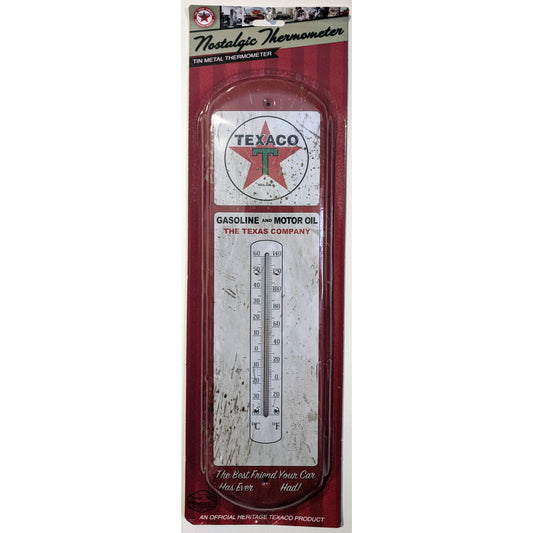 Nostalgic Thermometer
TIN METAL THERMOMETER
TEXACO
T
GASOLINE AND MOTOR OIL
THE TEXAS COMPANY
60 140
50 120
40 100
30 80
20 60
10 40
0 20
10 0
20 20
30
°C °F
The Best Friend Your Car
Has Ever Had!
AN OFFICIAL HERITAGE TEXACO PRODUCT